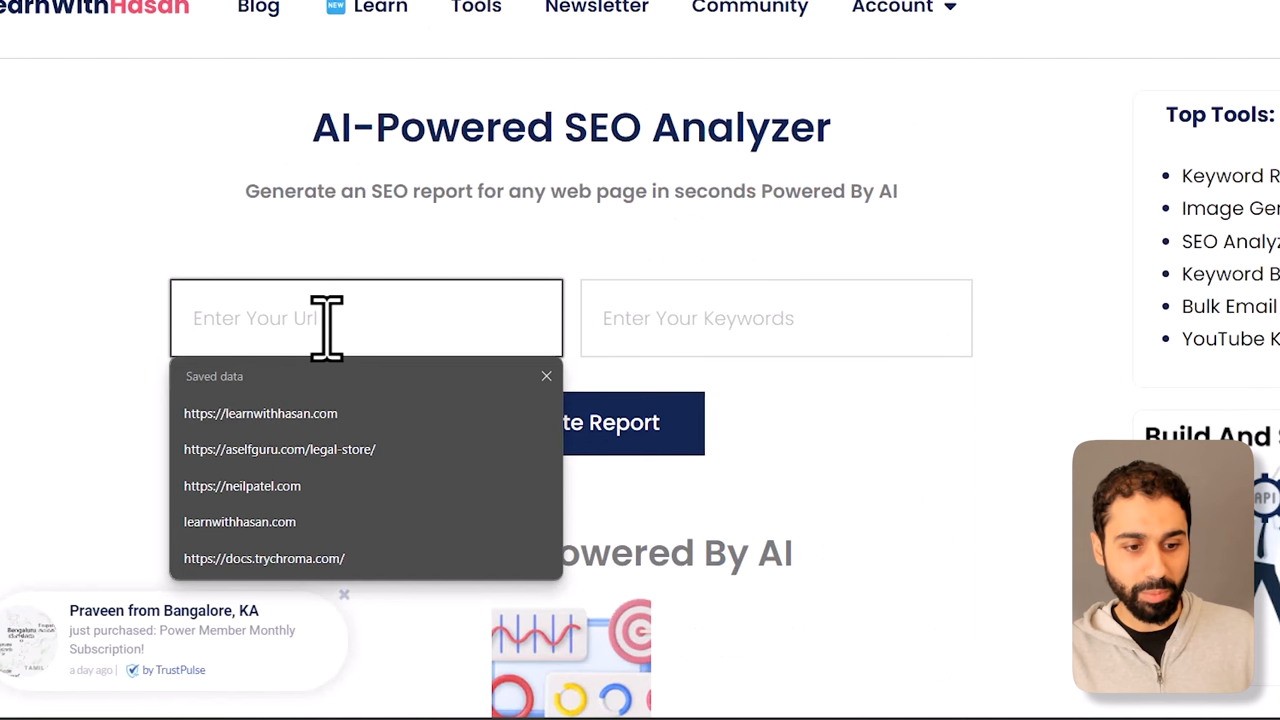 earnWithHasan
Blog
NEW Learn
Tools
Newsletter
Community
Account
AI-Powered SEO Analyzer
Generate an SEO report for any web page in seconds Powered By AI
Enter Your Url
Enter Your Keywords
Saved data
https://learnwithhasan.com
https://aselfguru.com/legal-store/
https://neilpatel.com
learnwithhasan.com
https://docs.trychroma.com/
te Report
owered By AI
Top Tools:
Keyword R
Image Ger
SEO Analyz
Keyword B
Bulk Email
YouTube K
Build And S
API
Praveen from Bangalore, KA
just purchased: Power Member Monthly
Subscription!
a day ago | by TrustPulse